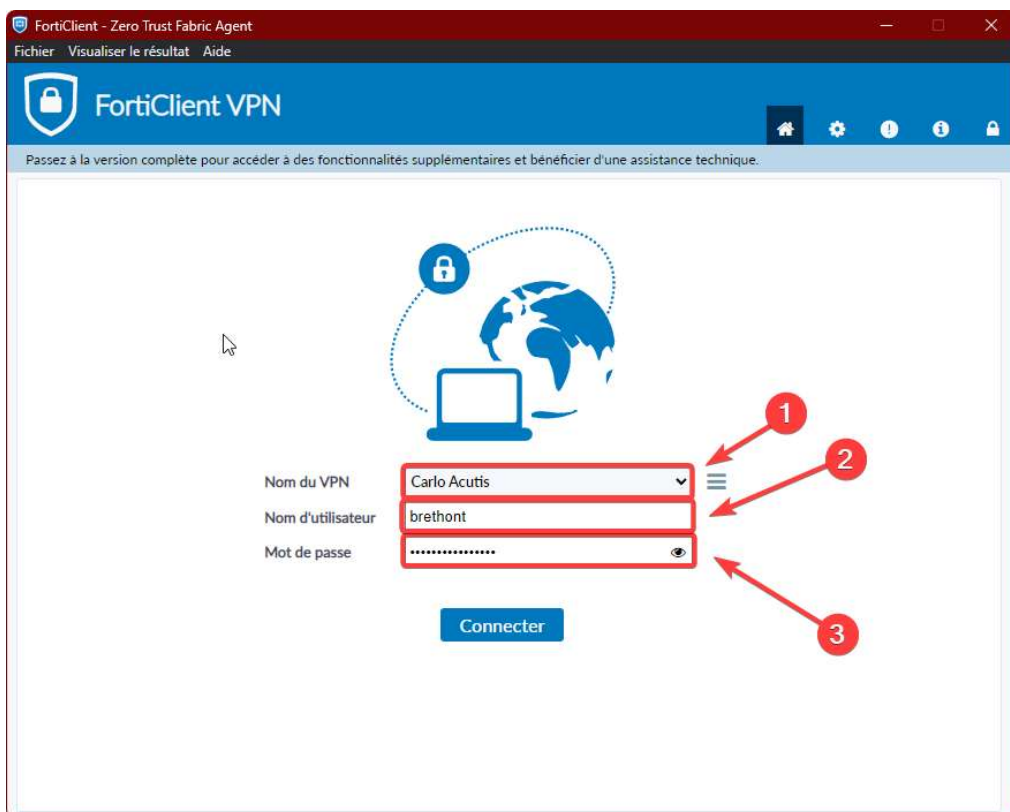 FortiClient - Zero Trust Fabric Agent
Fichier Visualiser le résultat Aide
FortiClient VPN
Passez à la version complète pour accéder à des fonctionnalités supplémentaires et bénéficier d'une assistance technique.
1
2
Nom du VPN Carlo Acutis
Nom d'utilisateur brethont
Mot de passe ••••••••••••••••
Connecter
3